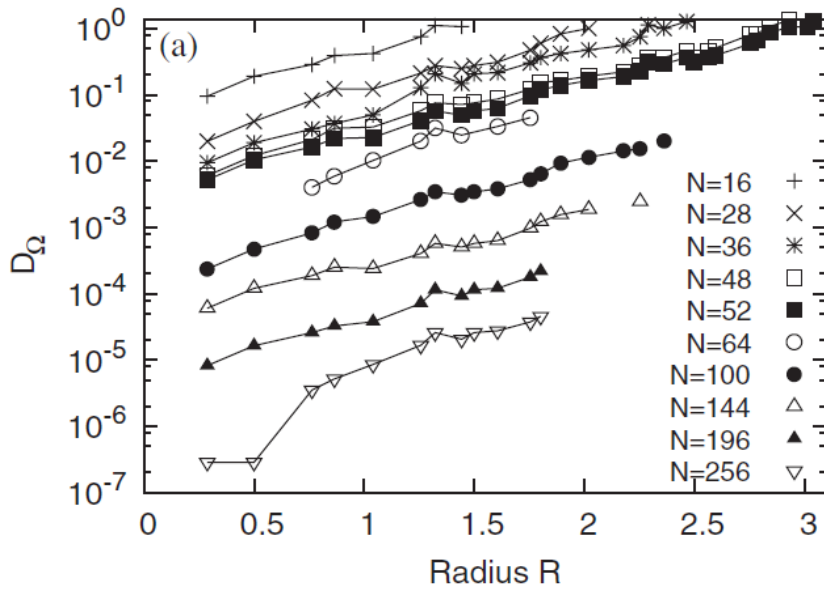 (a)
10^0
10^-1
10^-2
10^-3
10^-4
10^-5
10^-6
10^-7
D_Ω
N=16
N=28
N=36
N=48
N=52
N=64
N=100
N=144
N=196
N=256
0 0.5 1 1.5 2 2.5 3
Radius R